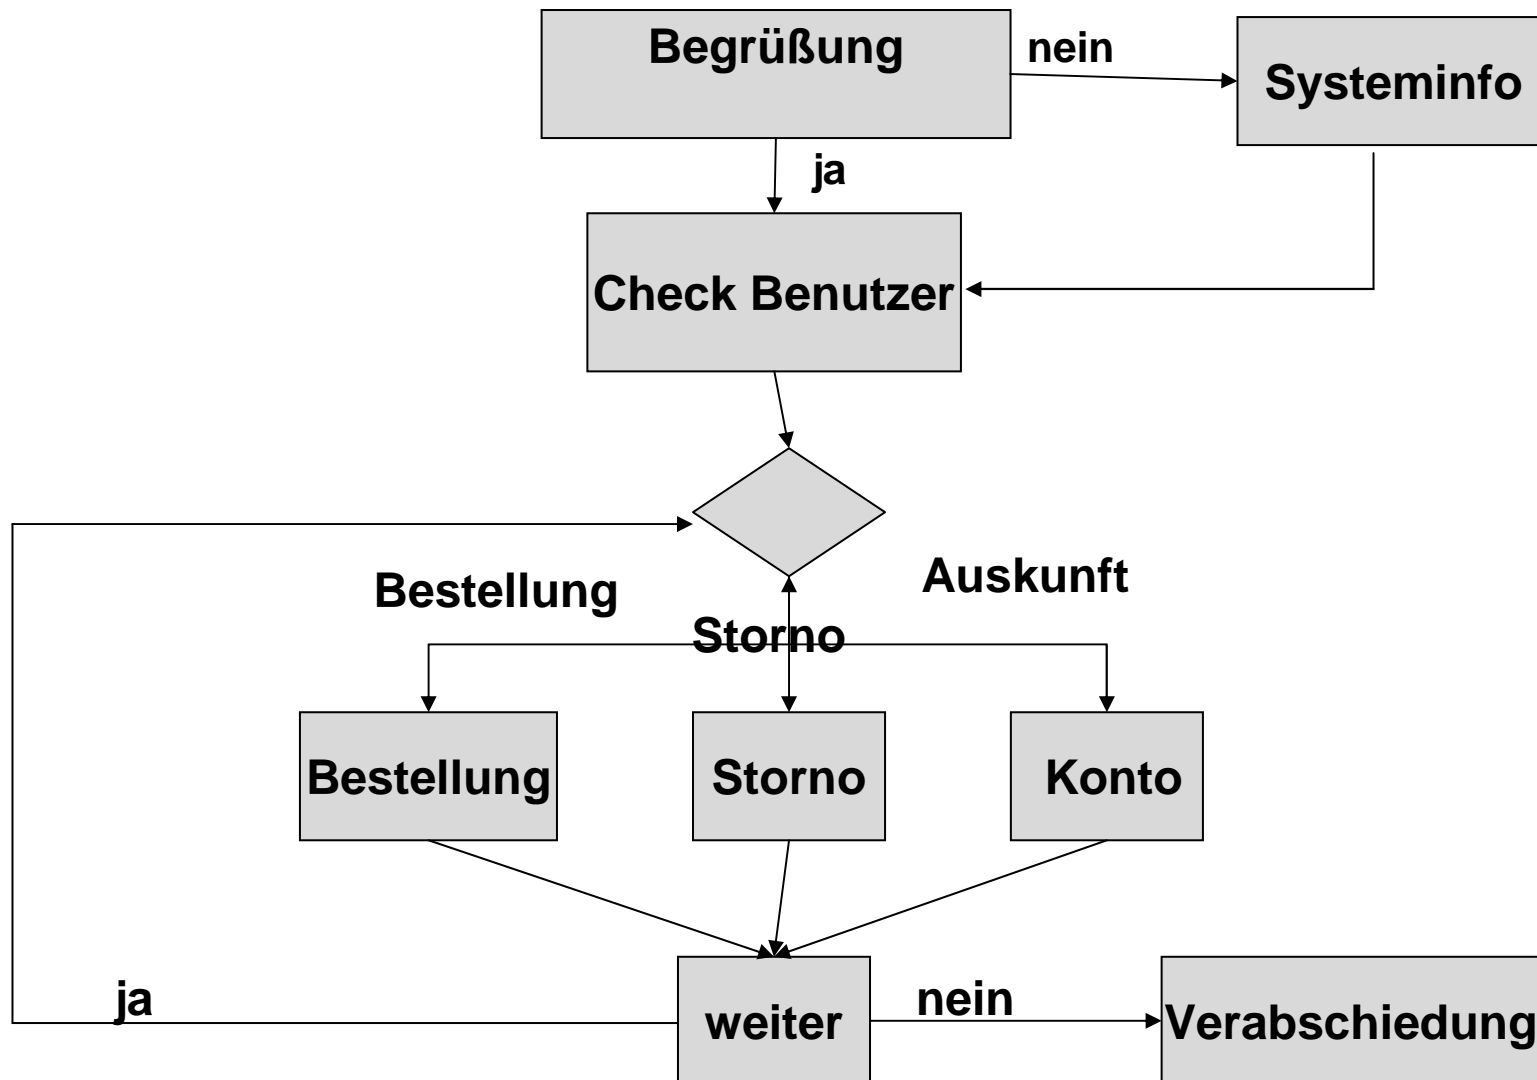 Begrüßung
nein
Systeminfo
ja
Check Benutzer
Bestellung
Storno
Auskunft
Bestellung
Storno
Konto
ja
weiter
nein
Verabschiedung